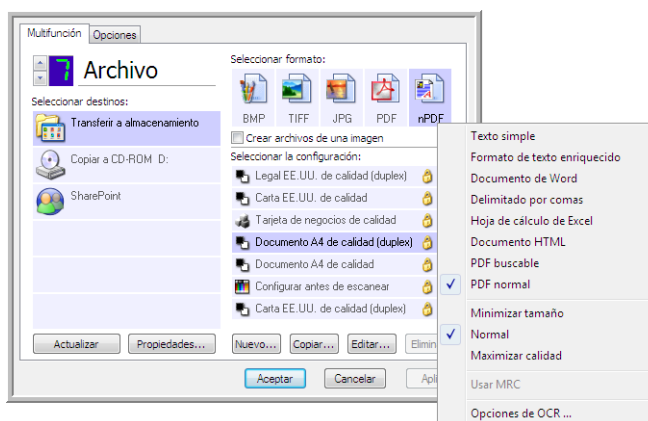 Multifunción
Opciones
7 Archivo
Seleccionar destinos:
Transferir a almacenamiento
Copiar a CD-ROM D:
SharePoint
Actualizar
Propiedades...
Seleccionar formato:
BMP TIFF JPG PDF nPDF
Crear archivos de una imagen
Seleccionar la configuración:
Legal EE.UU. de calidad (duplex)
Carta EE.UU. de calidad
Tarjeta de negocios de calidad
Documento A4 de calidad (duplex)
Documento A4 de calidad
Configurar antes de escanear
Carta EE.UU. de calidad (duplex)
Nuevo... Copiar... Editar... Elimin
Aceptar Cancelar Apli
Texto simple
Formato de texto enriquecido
Documento de Word
Delimitado por comas
Hoja de cálculo de Excel
Documento HTML
PDF buscable
PDF normal
Minimizar tamaño
Normal
Maximizar calidad
Usar MRC
Opciones de OCR ...